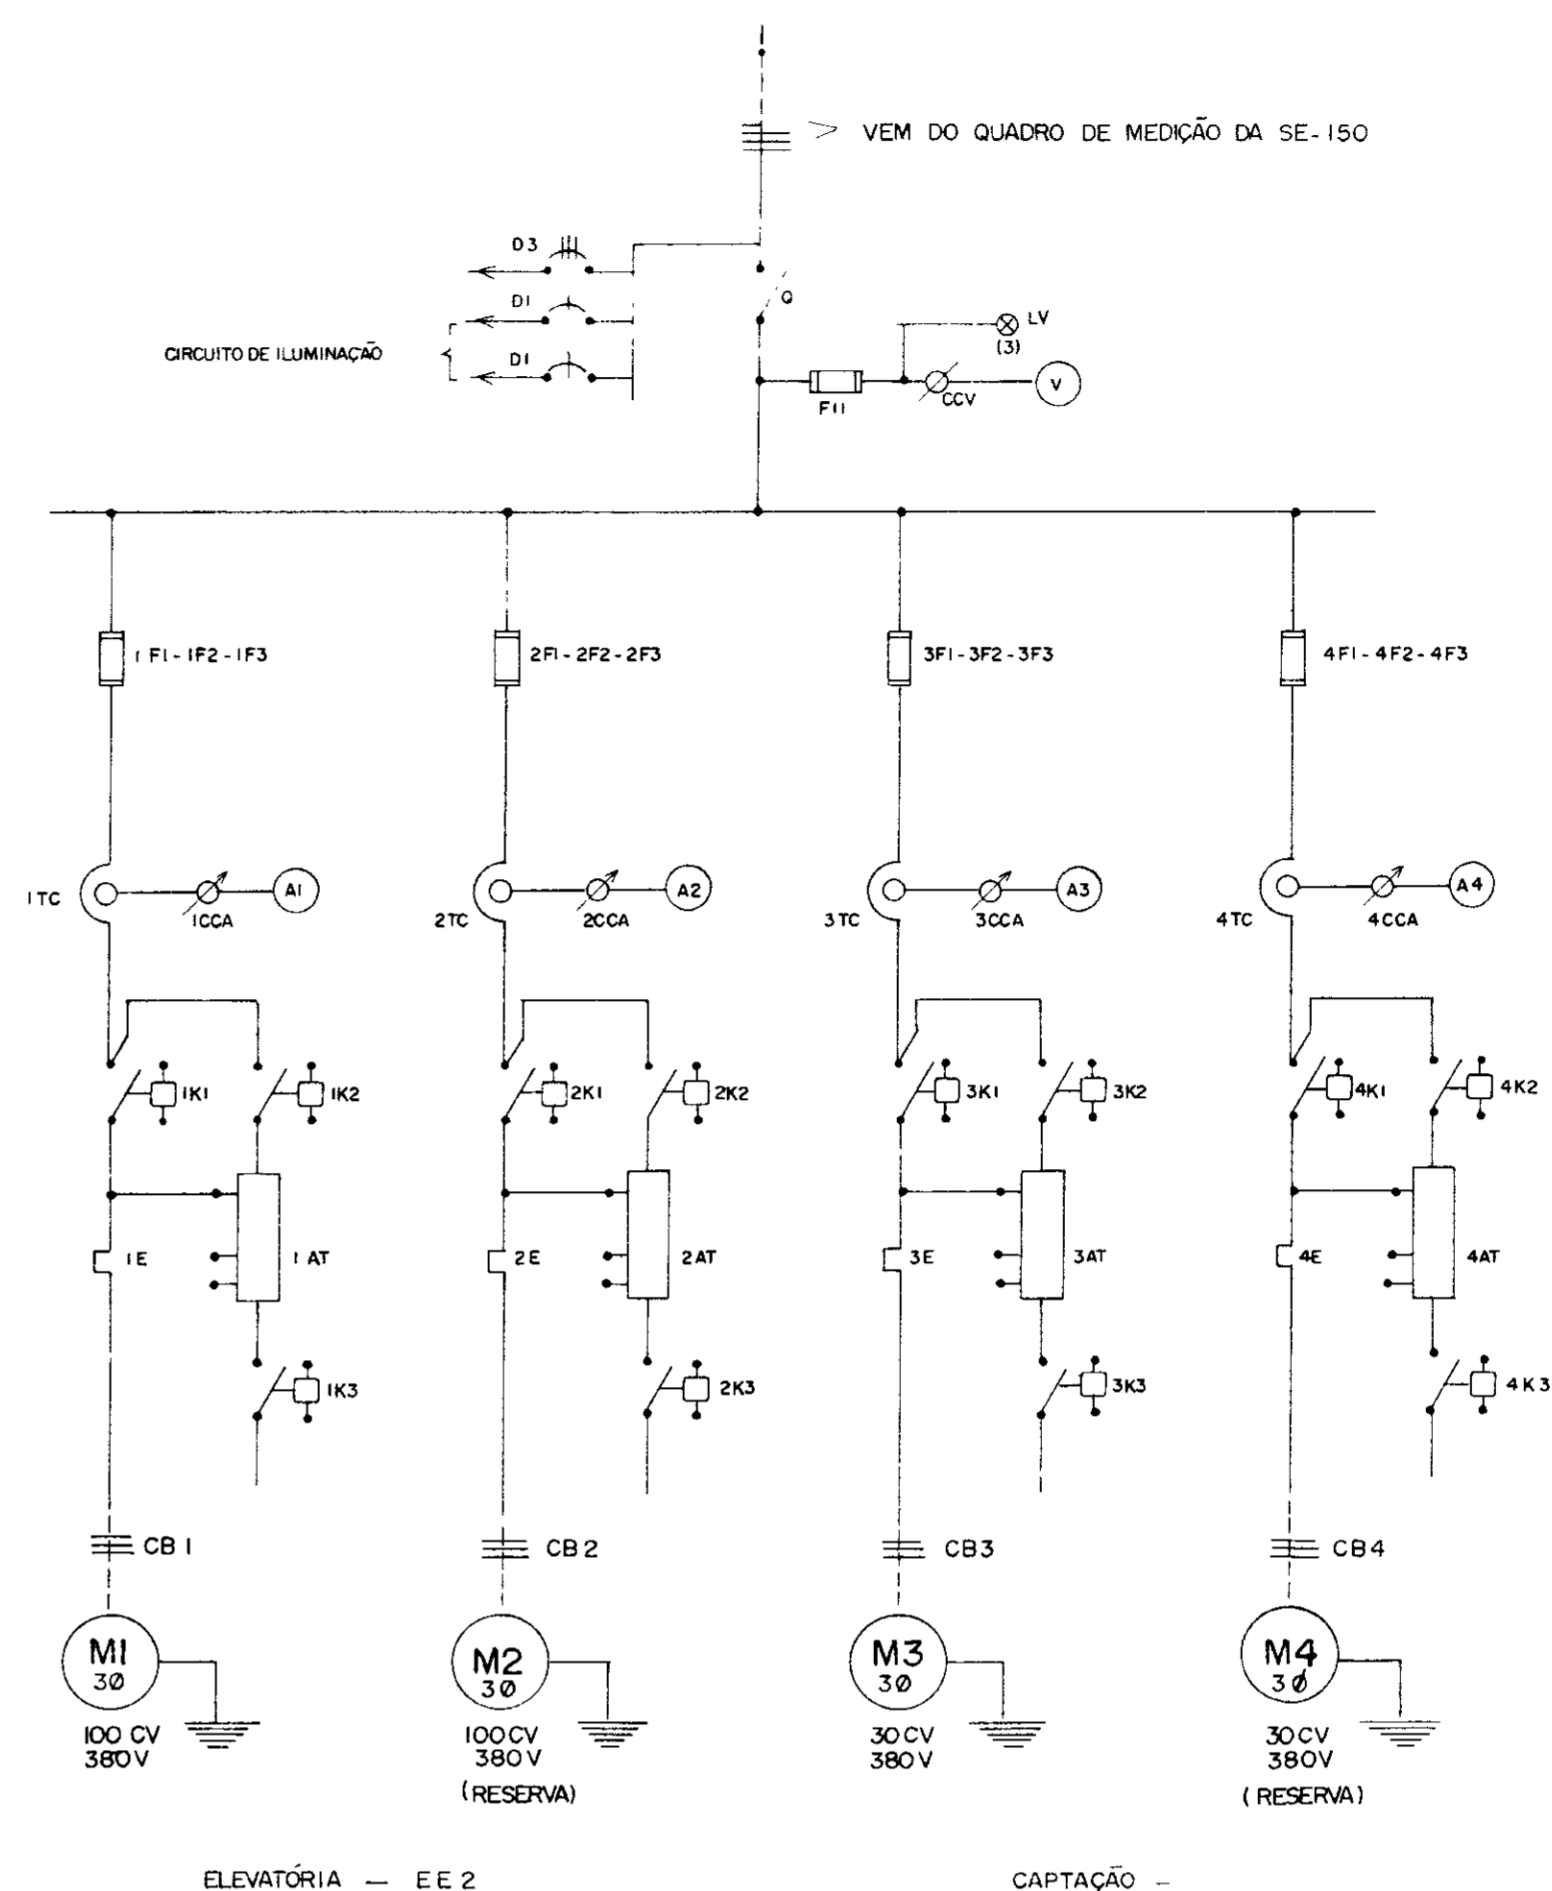 VEM DO QUADRO DE MEDIÇÃO DA SE-150
D3
Q
D1
LV
(3)
CIRCUITO DE ILUMINAÇÃO
D1
V
CCV
F11
1F1-1F2-1F3
2F1-2F2-2F3
3F1-3F2-3F3
4F1-4F2-4F3
1TC
A1
1CCA
2TC
A2
2CCA
3TC
A3
3CCA
4TC
A4
4CCA
1K1
1K2
2K1
2K2
3K1
3K2
4K1
4K2
1E
1AT
2E
2AT
3E
3AT
4E
4AT
1K3
2K3
3K3
4K3
CB1
CB2
CB3
CB4
M1
3Ø
M2
3Ø
M3
3Ø
M4
3Ø
100 CV
380V
100CV
380V
(RESERVA)
30CV
380V
30CV
380V
(RESERVA)
ELEVATÓRIA — EE2
CAPTAÇÃO -